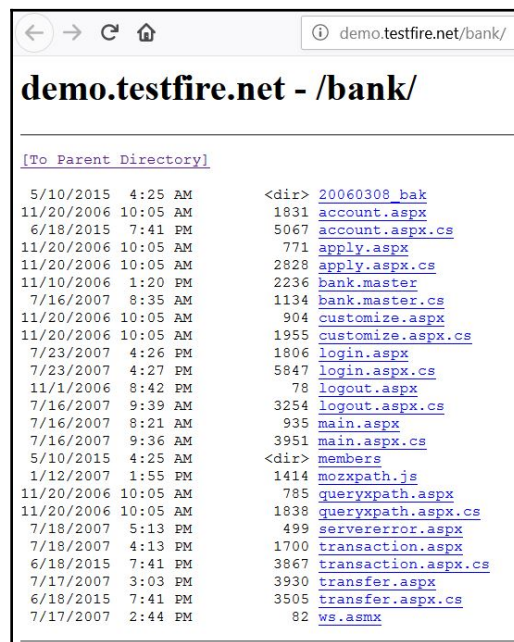 demo.testfire.net/bank/
demo.testfire.net - /bank/
[To Parent Directory]
5/10/2015 4:25 AM <dir> 20060308_bak
11/20/2006 10:05 AM 1831 account.aspx
6/18/2015 7:41 PM 5067 account.aspx.cs
11/20/2006 10:05 AM 771 apply.aspx
11/20/2006 10:05 AM 2828 apply.aspx.cs
11/10/2006 1:20 PM 2236 bank.master
7/16/2007 8:35 AM 1134 bank.master.cs
11/20/2006 10:05 AM 904 customize.aspx
11/20/2006 10:05 AM 1955 customize.aspx.cs
7/23/2007 4:26 PM 1806 login.aspx
7/23/2007 4:27 PM 5847 login.aspx.cs
11/1/2006 8:42 PM 78 logout.aspx
7/16/2007 9:39 AM 3254 logout.aspx.cs
7/16/2007 8:21 AM 935 main.aspx
7/16/2007 9:36 AM 3951 main.aspx.cs
5/10/2015 4:25 AM <dir> members
1/12/2007 1:55 PM 1414 mozxpath.js
11/20/2006 10:05 AM 785 queryxpath.aspx
11/20/2006 10:05 AM 1838 queryxpath.aspx.cs
7/18/2007 5:13 PM 499 servererror.aspx
7/18/2007 4:13 PM 1700 transaction.aspx
6/18/2015 7:41 PM 3867 transaction.aspx.cs
7/17/2007 3:03 PM 3930 transfer.aspx
6/18/2015 7:41 PM 3505 transfer.aspx.cs
7/17/2007 2:44 PM 82 ws.asmx